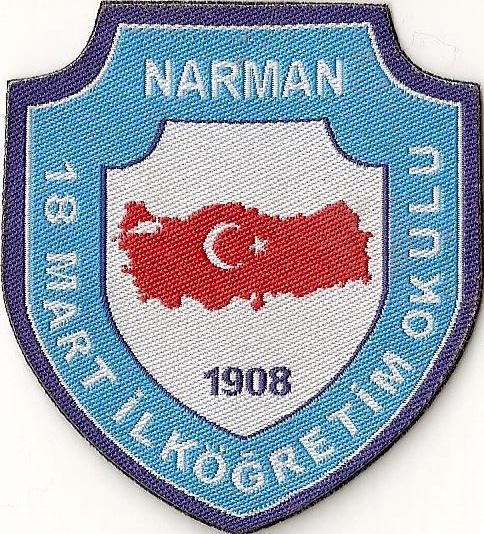 NARMAN
18 MART İLKÖĞRETİM OKULU
1908